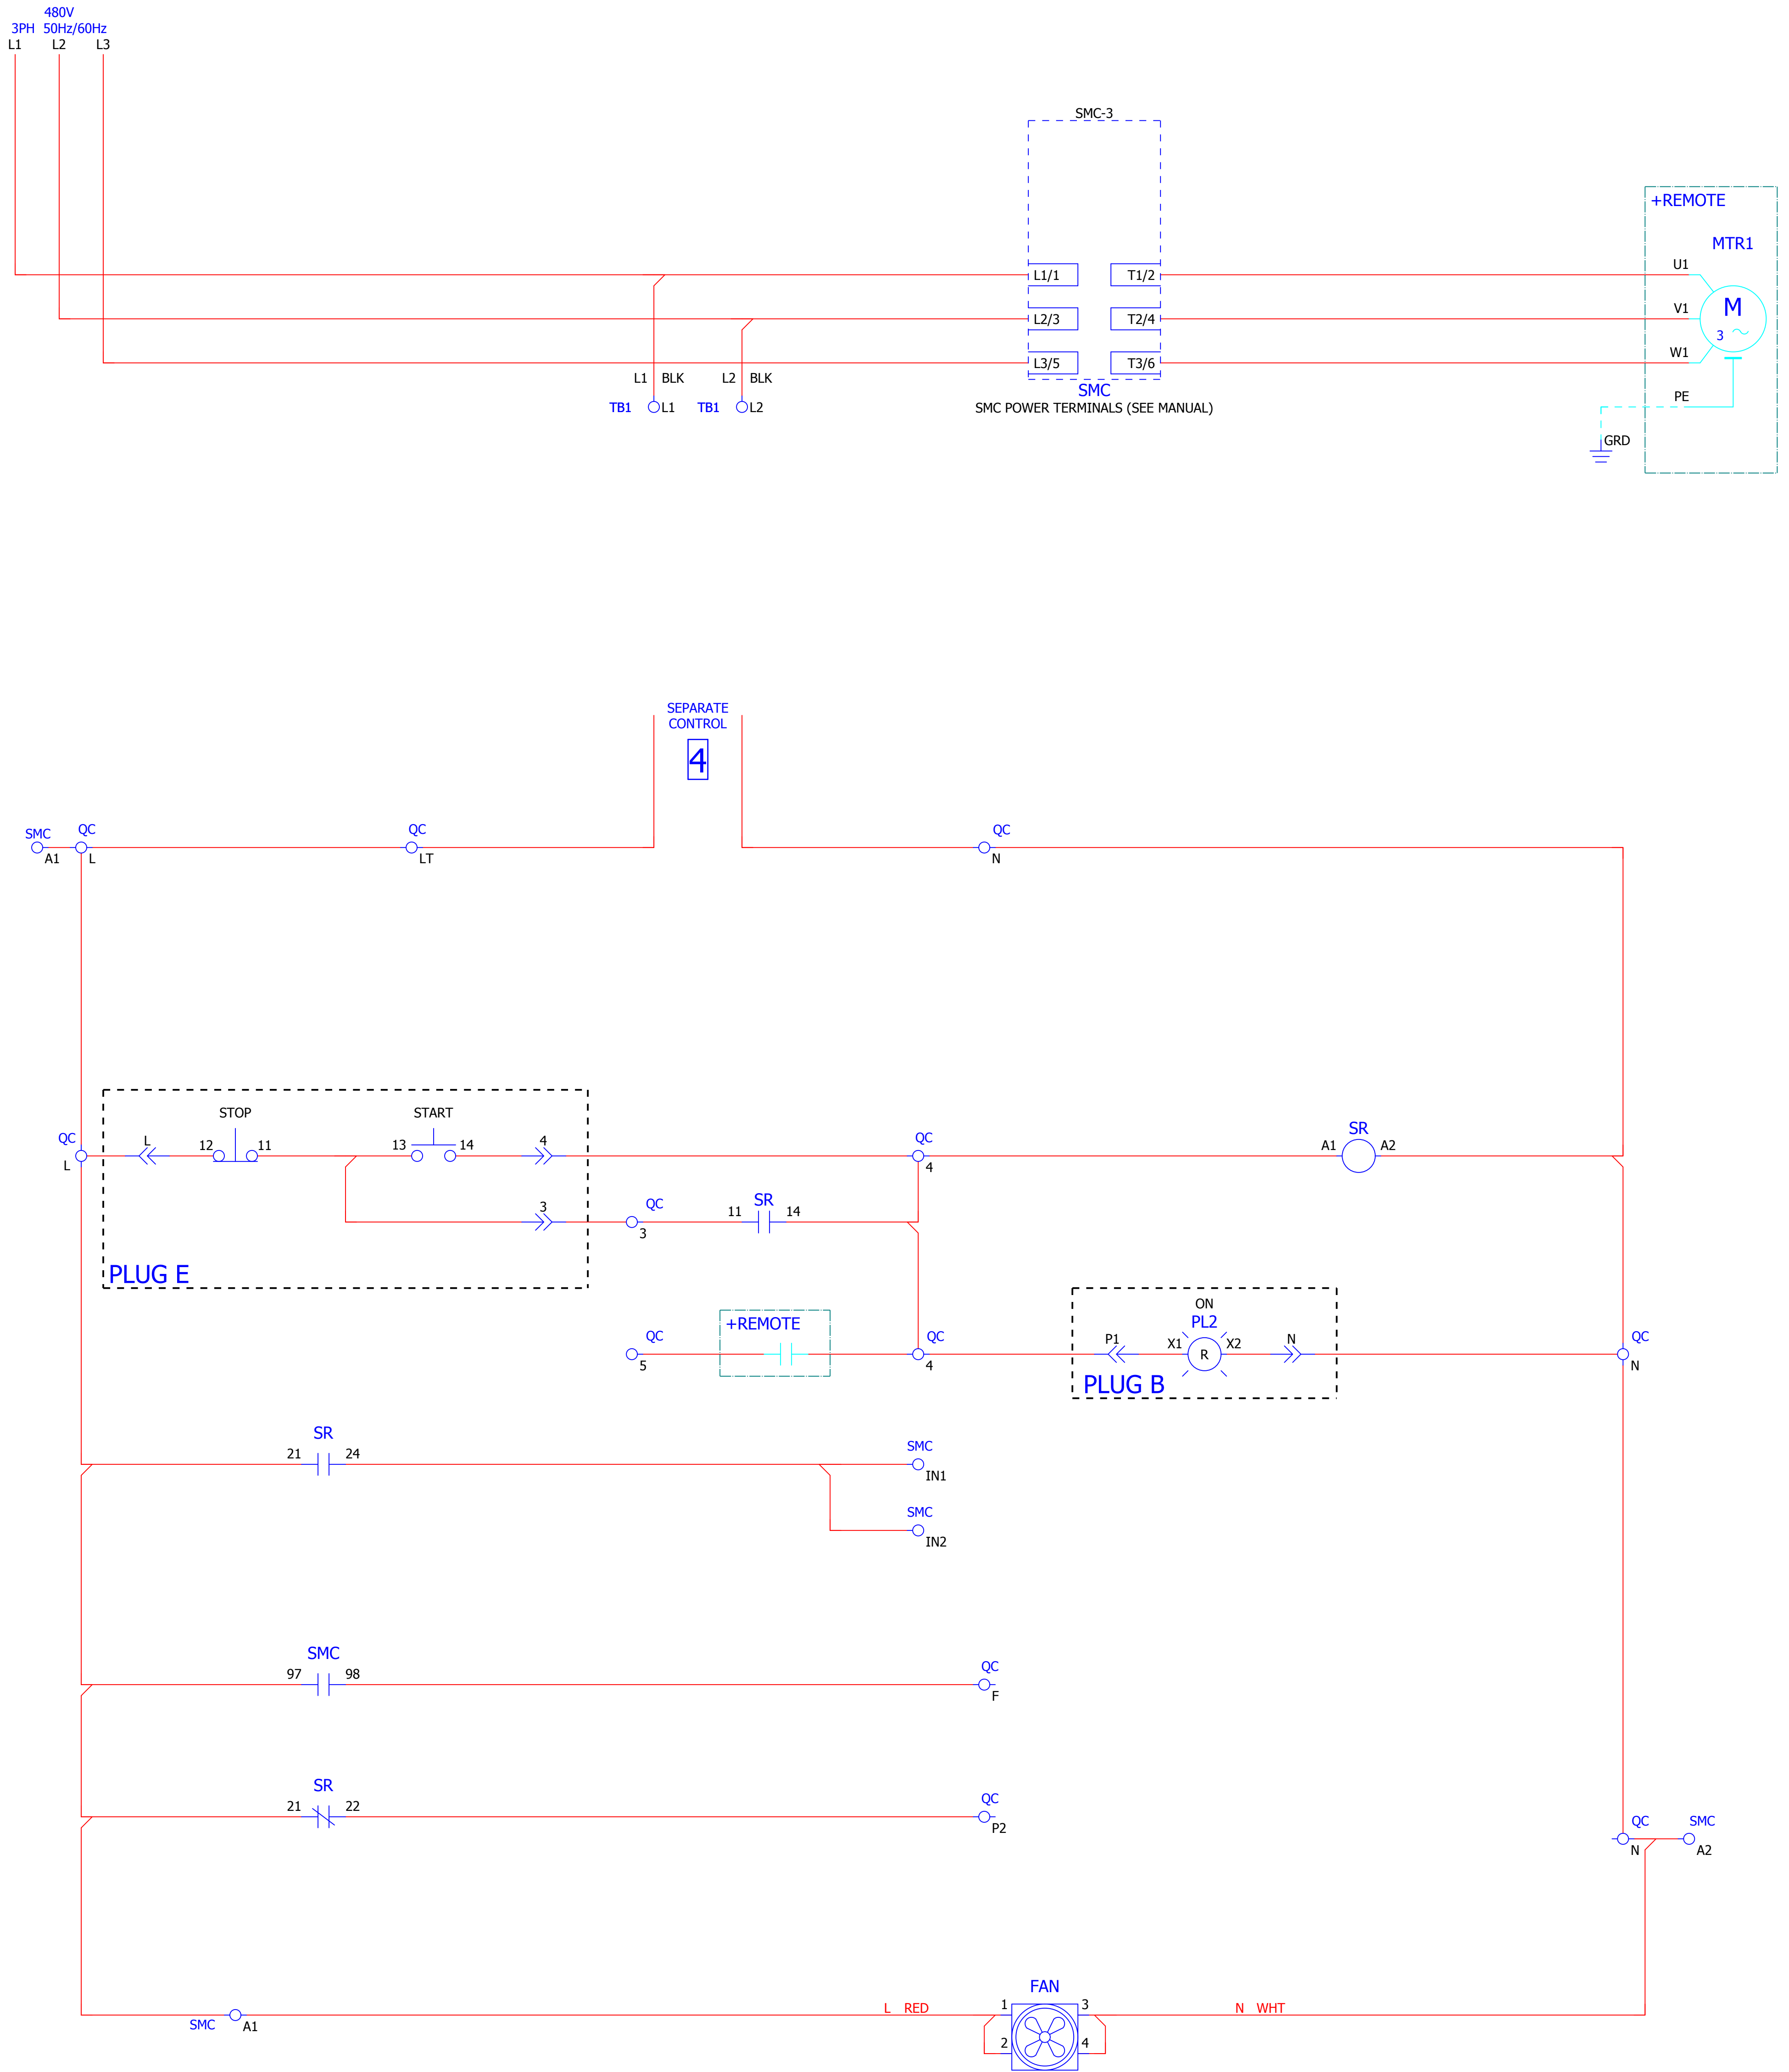 480V
3PH 50Hz/60Hz
L1 L2 L3
SMC-3
+REMOTE
MTR1
L1/1 T1/2 U1
M
3
L2/3 T2/4 V1
L3/5 T3/6 W1
L1 BLK L2 BLK
SMC
PE
TB1 L1 TB1 L2
SMC POWER TERMINALS (SEE MANUAL)
GRD
SEPARATE
CONTROL
4
SMC QC QC QC
A1 L LT N
STOP START
QC L 12 11 13 14 4 QC SR
A1 A2
L 4
3 QC 11 SR 14
3
PLUG E
ON
+REMOTE PL2
QC QC P1 X1 R X2 N QC
5 4 N
PLUG B
SR
21 24 SMC
IN1
SMC
IN2
SMC
97 98 QC
F
SR
21 22 QC
P2
QC SMC
N A2
FAN
L RED 1 3 N WHT
SMC A1
2 4